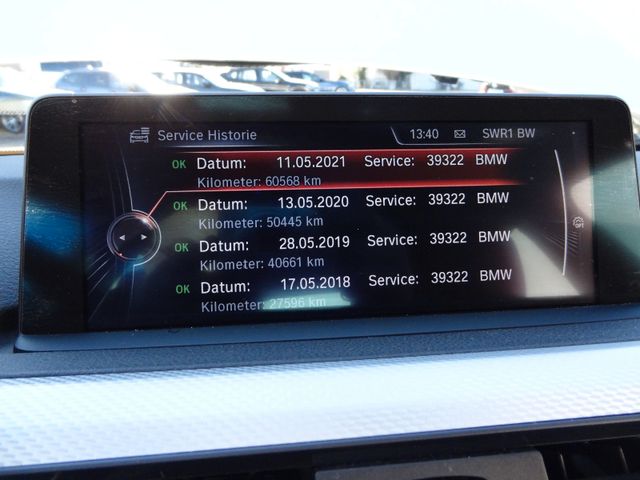 Service Historie 13:40 SWR1 BW
OK Datum: 11.05.2021 Service: 39322 BMW
Kilometer: 60568 km
OK Datum: 13.05.2020 Service: 39322 BMW
Kilometer: 50445 km
OK Datum: 28.05.2019 Service: 39322 BMW
Kilometer: 40661 km
OK Datum: 17.05.2018 Service: 39322 BMW
Kilometer: 27596 km